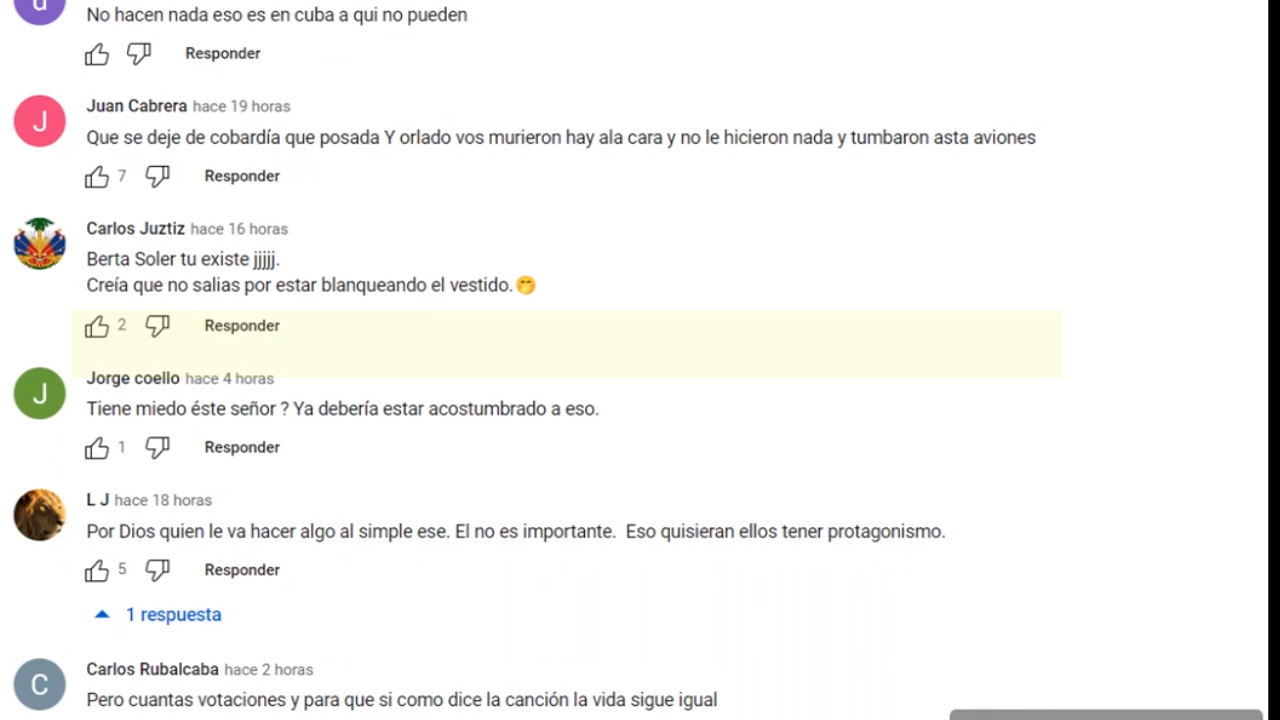 No hacen nada eso es en cuba a qui no pueden
Responder
J
Juan Cabrera hace 19 horas
Que se deje de cobardía que posada Y orlado vos murieron hay ala cara y no le hicieron nada y tumbaron asta aviones
7 Responder
Carlos Juztiz hace 16 horas
Berta Soler tu existe jjjjj.
Creía que no salias por estar blanqueando el vestido.🤭
2 Responder
J
Jorge coello hace 4 horas
Tiene miedo éste señor ? Ya debería estar acostumbrado a eso.
1 Responder
L J hace 18 horas
Por Dios quien le va hacer algo al simple ese. El no es importante.  Eso quisieran ellos tener protagonismo.
5 Responder
1 respuesta
C
Carlos Rubalcaba hace 2 horas
Pero cuantas votaciones y para que si como dice la canción la vida sigue igual